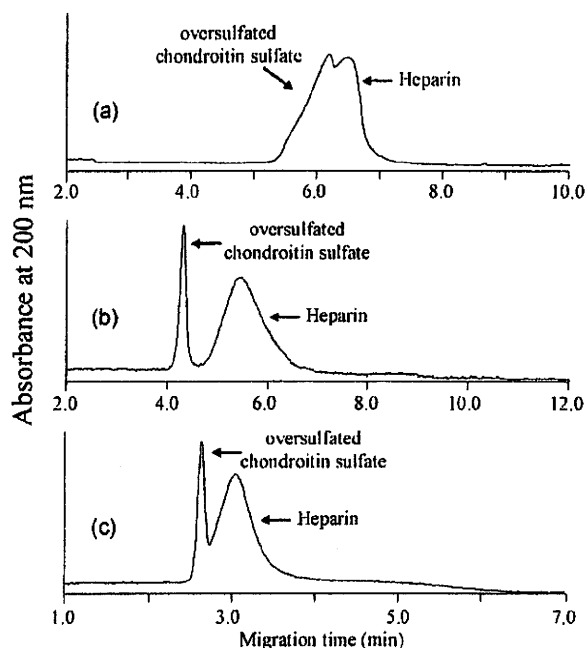 oversulfated
chondroitin sulfate
Heparin
(a)
2.0 4.0 6.0 8.0 10.0
oversulfated
chondroitin sulfate
(b)
Heparin
2.0 4.0 6.0 8.0 10.0 12.0
oversulfated
chondroitin sulfate
(c)
Heparin
1.0 3.0 5.0 7.0
Migration time (min)
Absorbance at 200 nm